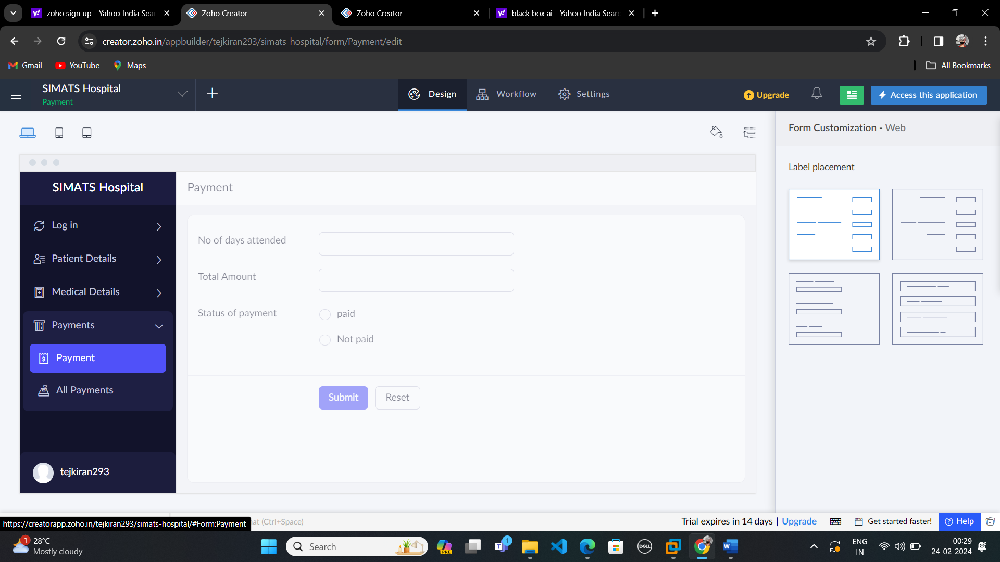 zoho sign up - Yahoo India Sear
Zoho Creator
Zoho Creator
black box ai - Yahoo India Searc
creator.zoho.in/appbuilder/tejkiran293/simats-hospital/form/Payment/edit
Gmail
YouTube
Maps
All Bookmarks
SIMATS Hospital
Payment
Design
Workflow
Settings
Upgrade
Access this application
Form Customization - Web
Label placement
SIMATS Hospital
Log in
Patient Details
Medical Details
Payments
Payment
All Payments
tejkiran293
Payment
No of days attended
Total Amount
Status of payment
paid
Not paid
Submit
Reset
https://creatorapp.zoho.in/tejkiran293/simats-hospital/#Form:Payment
at (Ctrl+Space)
Trial expires in 14 days | Upgrade
Get started faster!
Help
1
28°C
Mostly cloudy
Search
PRE
T
1
DELL
W
ENG
IN
00:29
24-02-2024